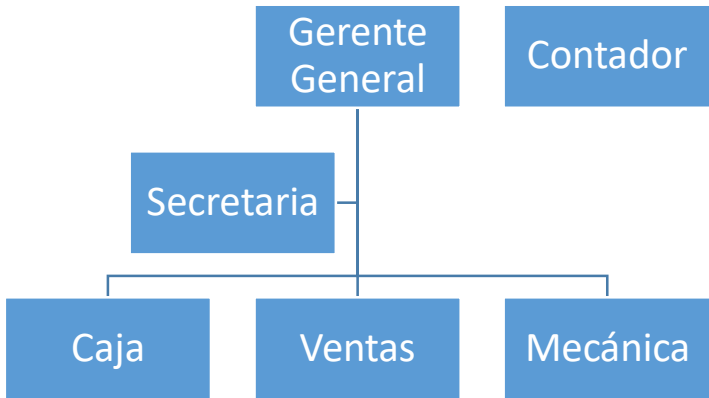 Gerente
General
Contador
Secretaria
Caja
Ventas
Mecánica